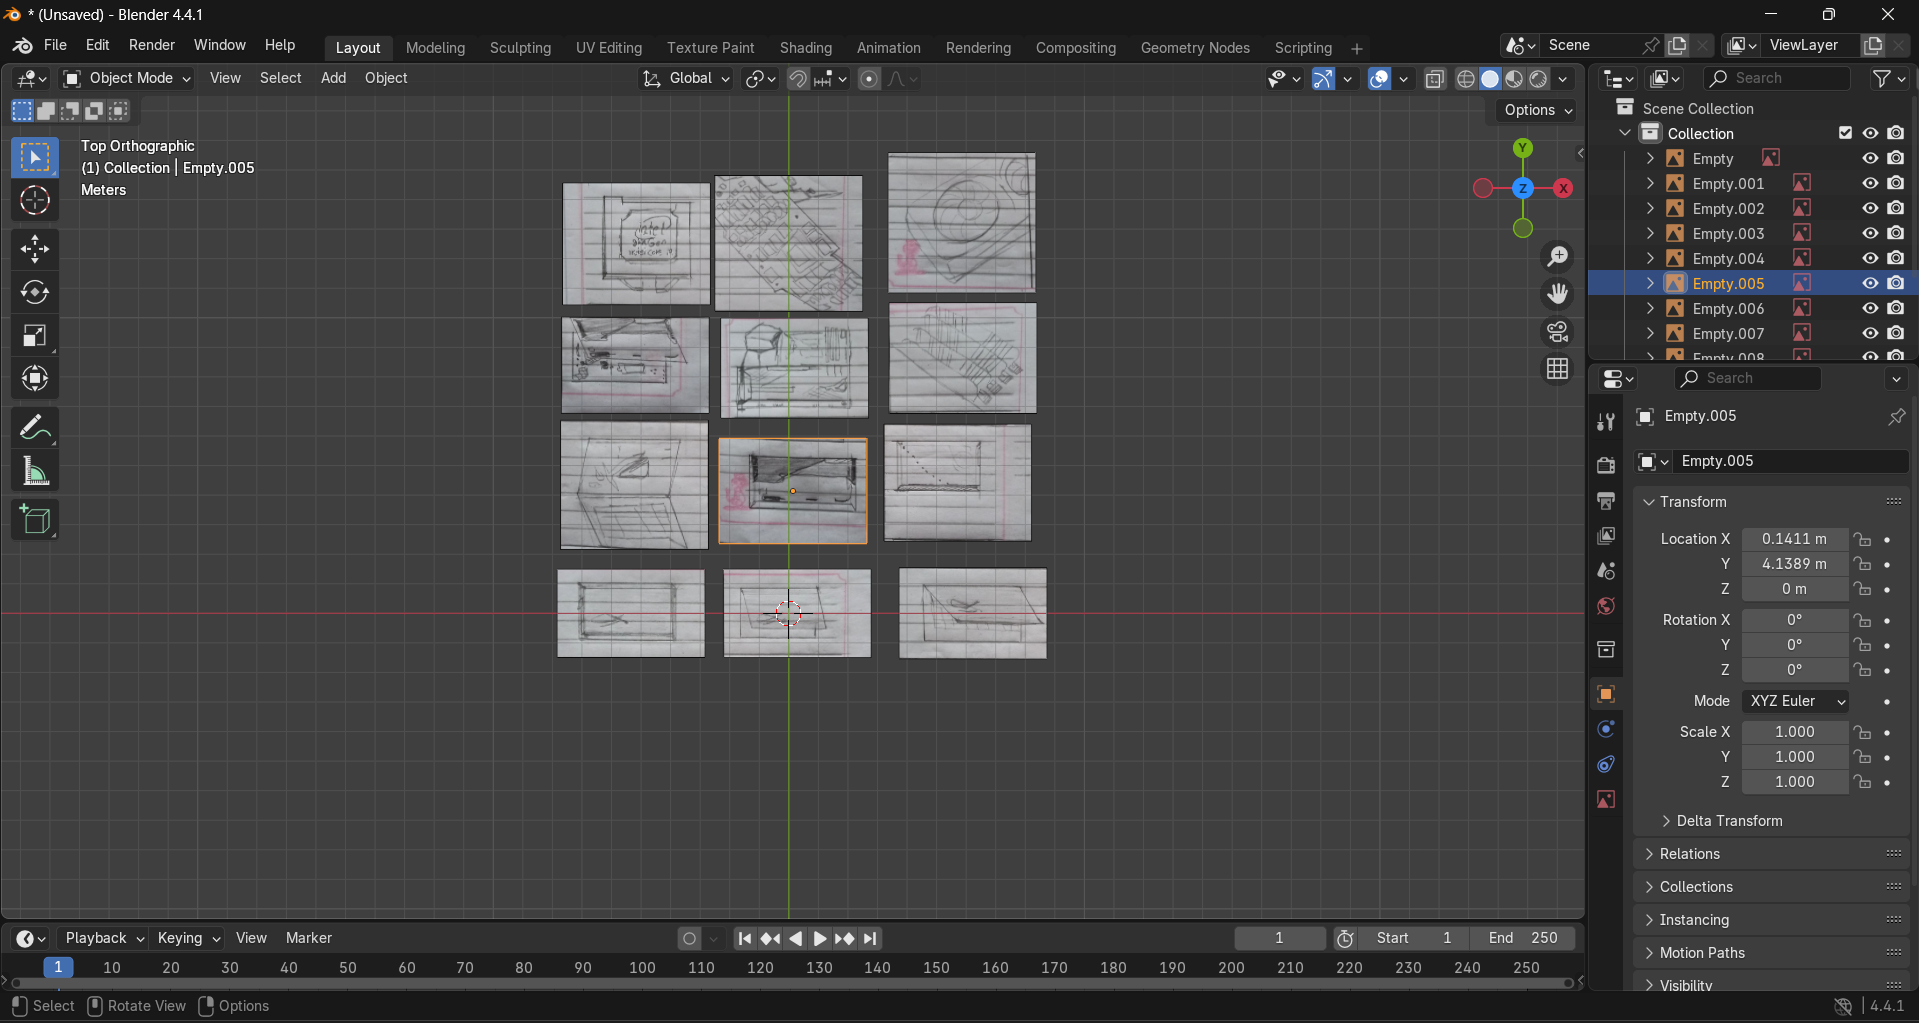 * (Unsaved) - Blender 4.4.1
File Edit Render Window Help
Layout Modeling Sculpting UV Editing Texture Paint Shading Animation Rendering Compositing Geometry Nodes Scripting
Scene
ViewLayer
Object Mode View Select Add Object
Global
Search
Options
Top Orthographic
(1) Collection | Empty.005
Meters
Y
Z
X
intel
Scene Collection
Collection
Empty
Empty.001
Empty.002
Empty.003
Empty.004
Empty.005
Empty.006
Empty.007
Empty.008
Search
Empty.005
Empty.005
Transform
Location X 0.1411 m
Y 4.1389 m
Z 0 m
Rotation X 0°
Y 0°
Z 0°
Mode XYZ Euler
Scale X 1.000
Y 1.000
Z 1.000
Delta Transform
Relations
Collections
Instancing
Motion Paths
Visibility
Playback Keying View Marker
1 Start 1 End 250
1 10 20 30 40 50 60 70 80 90 100 110 120 130 140 150 160 170 180 190 200 210 220 230 240 250
Select Rotate View Options
4.4.1